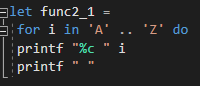 let func2_1 =
for i in 'A' .. 'Z' do
printf "%c " i
printf " "